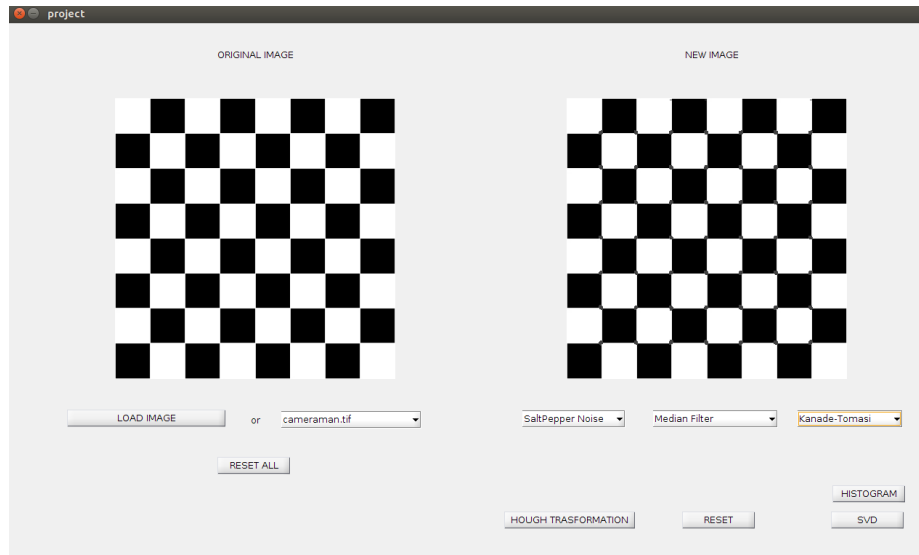 project
ORIGINAL IMAGE
NEW IMAGE
LOAD IMAGE
or
cameraman.tif
SaltPepper Noise
Median Filter
Kanade-Tomasi
RESET ALL
HISTOGRAM
HOUGH TRASFORMATION
RESET
SVD